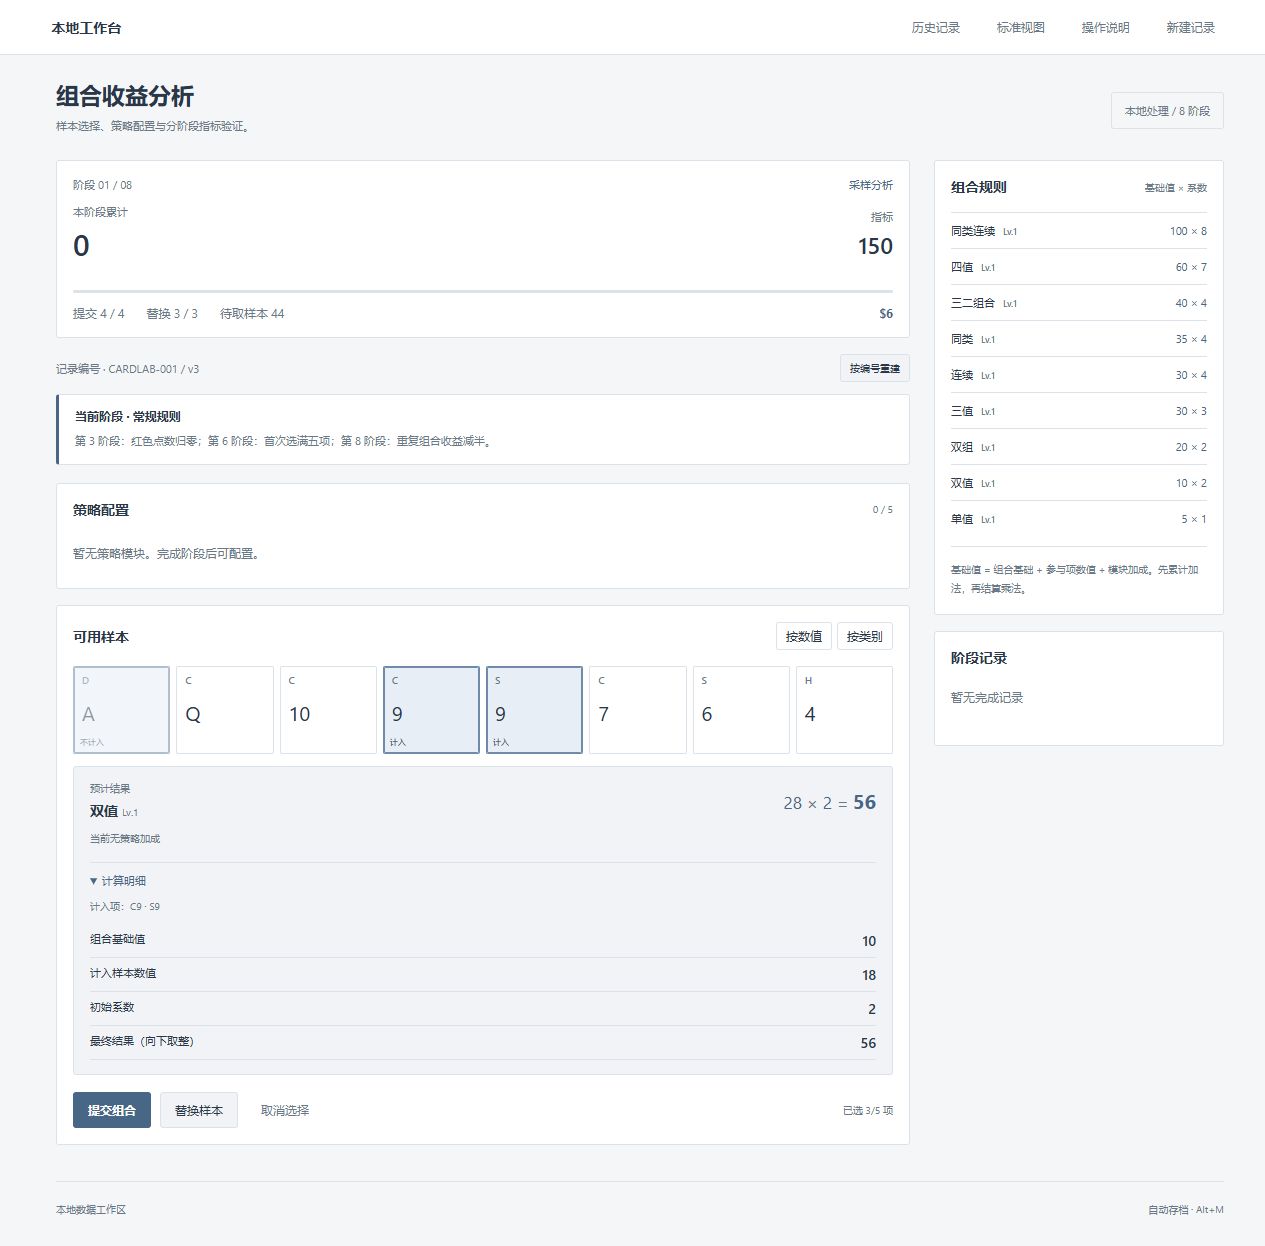 本地工作台
历史记录 标准视图 操作说明 新建记录
组合收益分析
样本选择、策略配置与分阶段指标验证。
本地处理 / 8 阶段
阶段 01 / 08
采样分析
本阶段累计
指标
0
150
提交 4 / 4 替换 3 / 3 待取样本 44
$6
记录编号 · CARDLAB-001 / v3
按编号重建
当前阶段 · 常规规则
第 3 阶段：红色点数归零；第 6 阶段：首次选满五项；第 8 阶段：重复组合收益减半。
策略配置
0 / 5
暂无策略模块。完成阶段后可配置。
可用样本
按数值 按类别
D
A
不计入
C
Q
C
10
C
9
计入
S
9
计入
C
7
S
6
H
4
预计结果
双值 Lv.1
28 × 2 = 56
当前无策略加成
▼ 计算明细
计入项：C9 · S9
组合基础值 10
计入样本数值 18
初始系数 2
最终结果（向下取整） 56
提交组合 替换样本 取消选择
已选 3/5 项
组合规则
基础值 × 系数
同类连续 Lv.1 100 × 8
四值 Lv.1 60 × 7
三二组合 Lv.1 40 × 4
同类 Lv.1 35 × 4
连续 Lv.1 30 × 4
三值 Lv.1 30 × 3
双组 Lv.1 20 × 2
双值 Lv.1 10 × 2
单值 Lv.1 5 × 1
基础值 = 组合基础 + 参与项数值 + 模块加成。先累计加
法，再结算乘法。
阶段记录
暂无完成记录
本地数据工作区
自动存档 · Alt+M